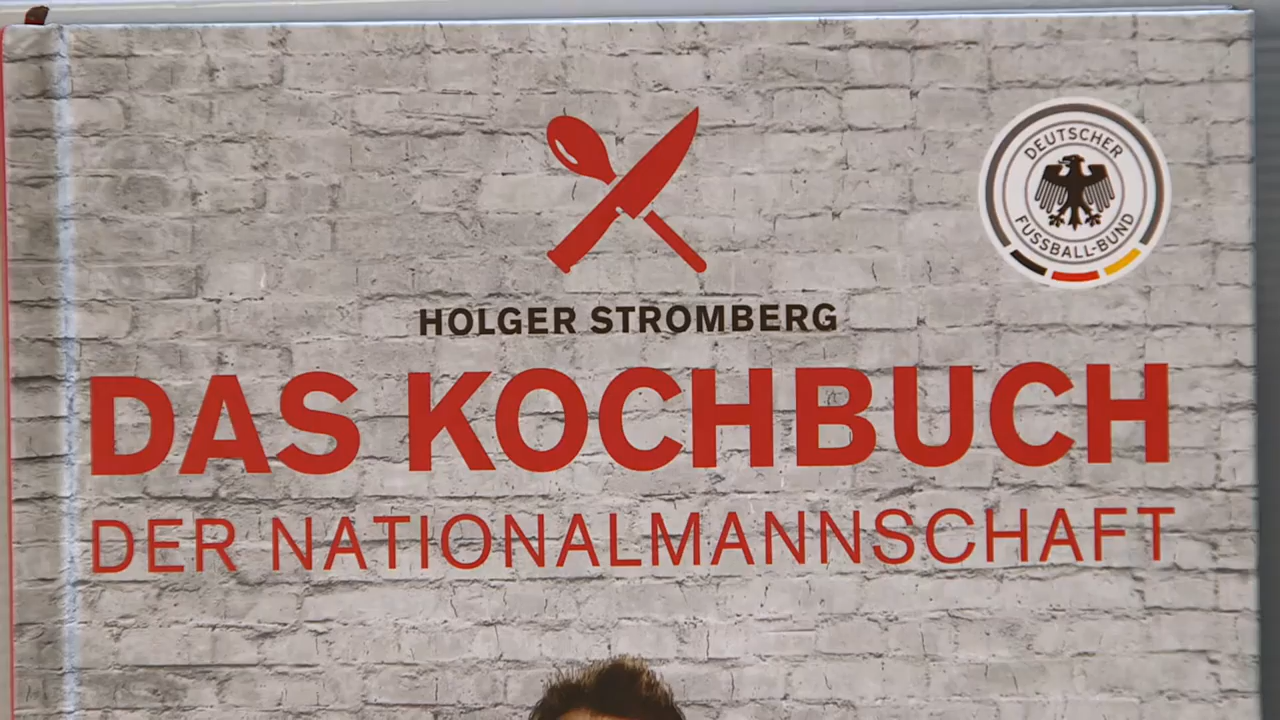 DEUTSCHER
FUSSBALL-BUND
HOLGER STROMBERG
DAS KOCHBUCH
DER NATIONALMANNSCHAFT